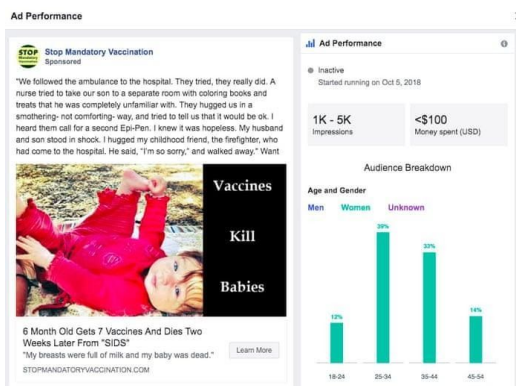 Ad Performance
STOP
Stop Mandatory Vaccination
Sponsored
"We followed the ambulance to the hospital. They tried, they really did. A
nurse tried to take our son to a separate room with coloring books and
treats that he was completely unfamiliar with. They hugged us in a
smothering- not comforting- way, and tried to tell us that it would be ok. I
heard them call for a second Epi-Pen. I knew it was hopeless. My husband
and son stood in shock. I hugged my childhood friend, the firefighter, who
had come to the hospital. He said, "I'm so sorry," and walked away." Want
Vaccines
Kill
Babies
6 Month Old Gets 7 Vaccines And Dies Two
Weeks Later From "SIDS"
"My breasts were full of milk and my baby was dead."
STOPMANDATORYVACCINATION.COM
Learn More
Ad Performance
Inactive
Started running on Oct 5, 2018
1K - 5K
Impressions
<$100
Money spent (USD)
Audience Breakdown
Age and Gender
Men Women Unknown
12%
39%
33%
14%
18-24 25-34 35-44 45-54